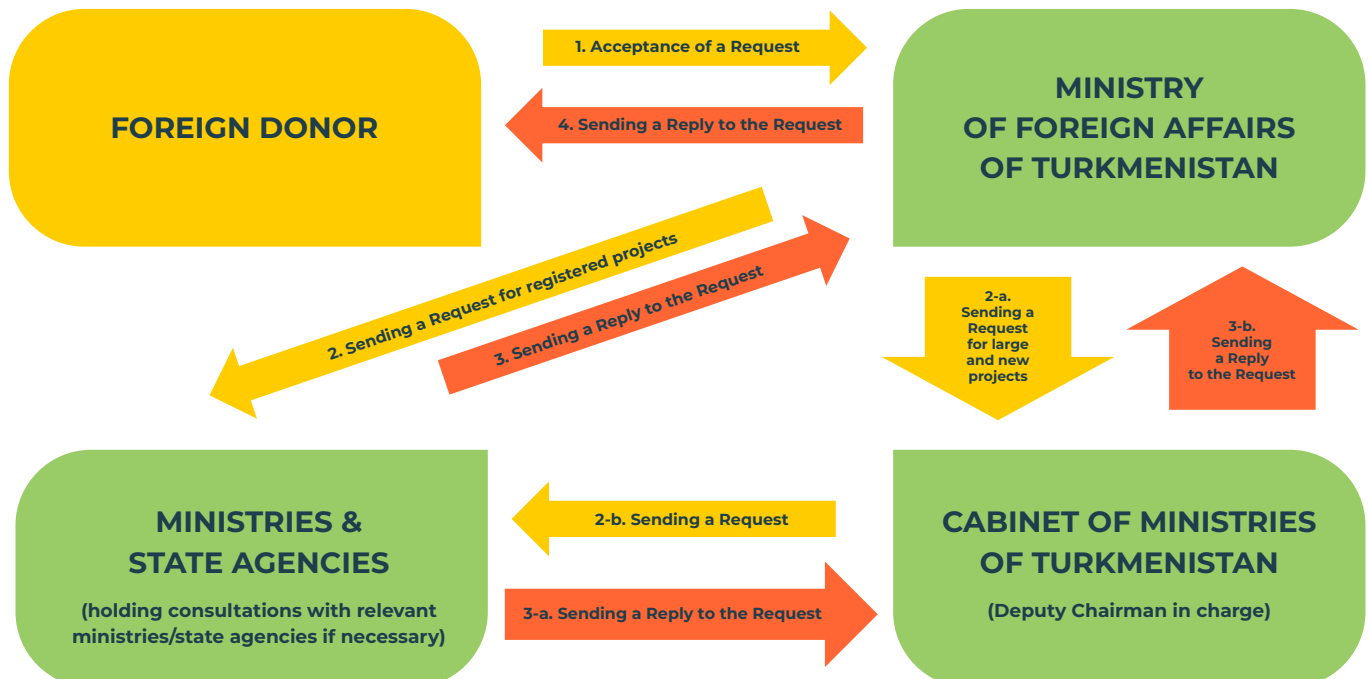 FOREIGN DONOR
1. Acceptance of a Request
4. Sending a Reply to the Request
MINISTRY
OF FOREIGN AFFAIRS
OF TURKMENISTAN
2. Sending a Request for registered projects
3. Sending a Reply to the Request
2-a.
Sending a
Request
for large
and new
projects
3-b.
Sending
a Reply
to the Request
MINISTRIES &
STATE AGENCIES
(holding consultations with relevant
ministries/state agencies if necessary)
2-b. Sending a Request
3-a. Sending a Reply to the Request
CABINET OF MINISTRIES
OF TURKMENISTAN
(Deputy Chairman in charge)